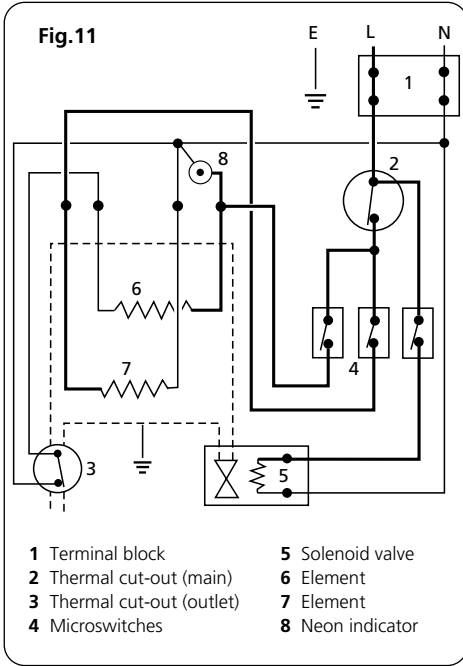 Fig.11
E L N
1
2
8
6
4
7
3
5
1 Terminal block
2 Thermal cut-out (main)
3 Thermal cut-out (outlet)
4 Microswitches
5 Solenoid valve
6 Element
7 Element
8 Neon indicator